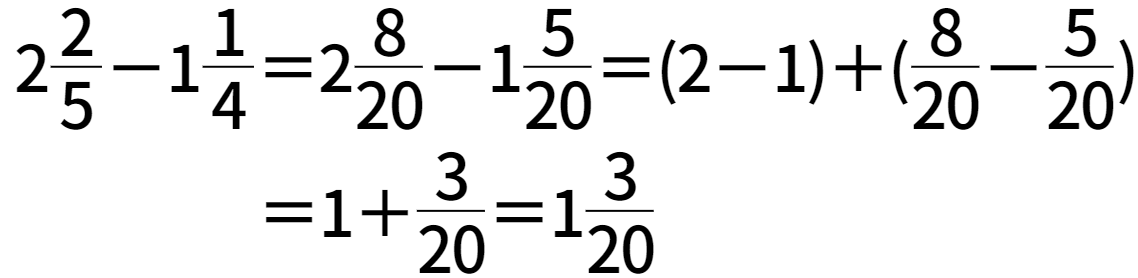 2 2/5 − 1 1/4 = 2 8/20 − 1 5/20 = (2 − 1) + (8/20 − 5/20)
= 1 + 3/20 = 1 3/20